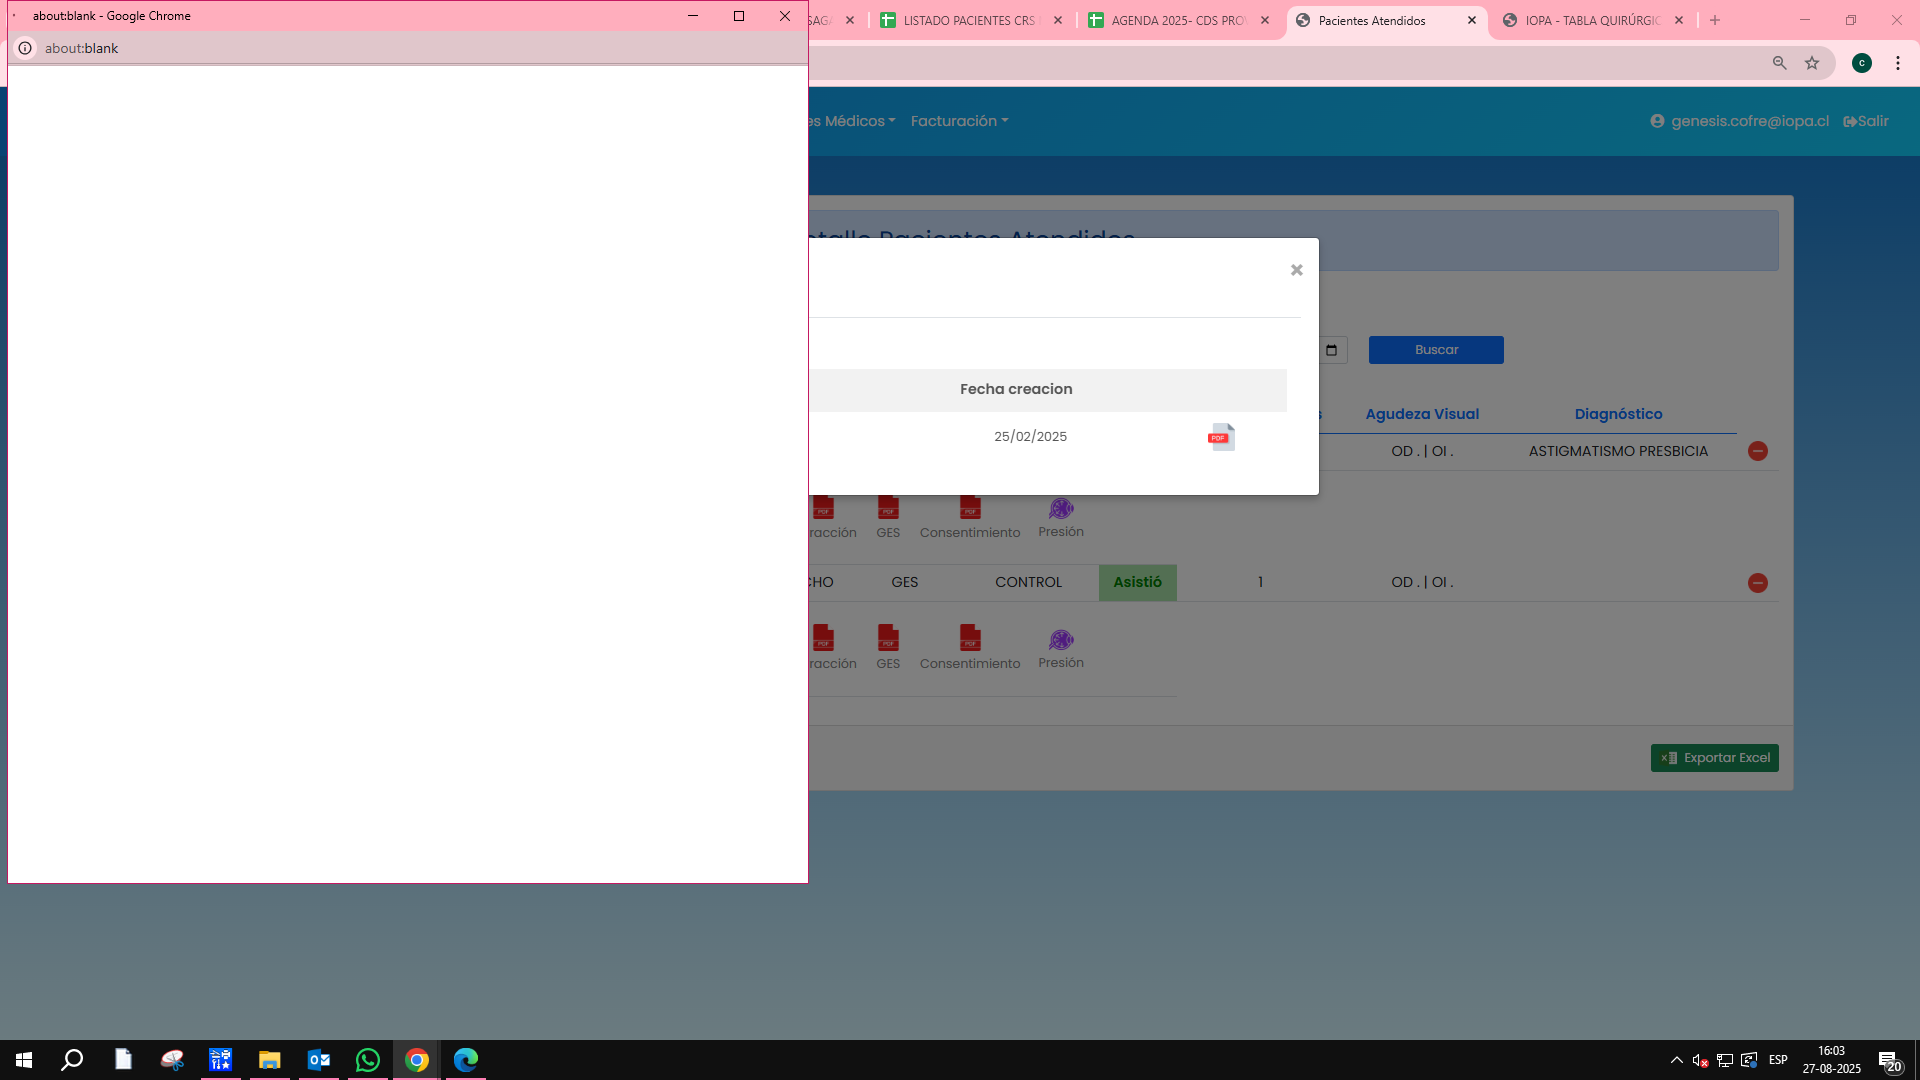 about:blank - Google Chrome
about:blank
LISTADO PACIENTES CRS
AGENDA 2025- CDS PRO
Pacientes Atendidos
IOPA - TABLA QUIRÚRGIC
es Médicos
Facturación
genesis.cofre@iopa.cl
Salir
Pacientes Atendidos
Buscar
Fecha creacion
Agudeza Visual
Diagnóstico
25/02/2025
PDF
OD . | OI .
ASTIGMATISMO PRESBICIA
racción
GES
Consentimiento
Presión
CHO
GES
CONTROL
Asistió
1
OD . | OI .
racción
GES
Consentimiento
Presión
Exportar Excel
ESP
16:03
27-08-2025
20